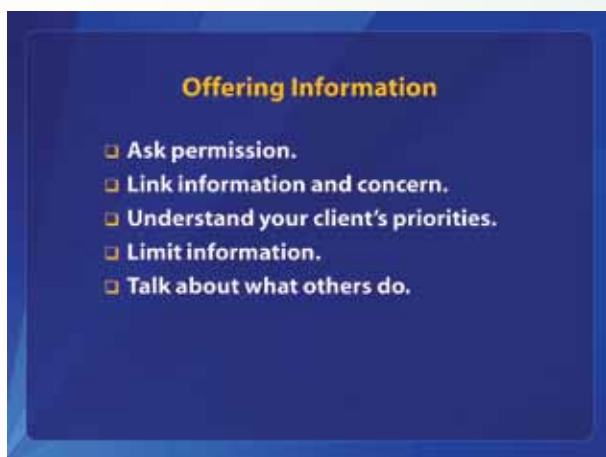 Offering Information
Ask permission.
Link information and concern.
Understand your client's priorities.
Limit information.
Talk about what others do.